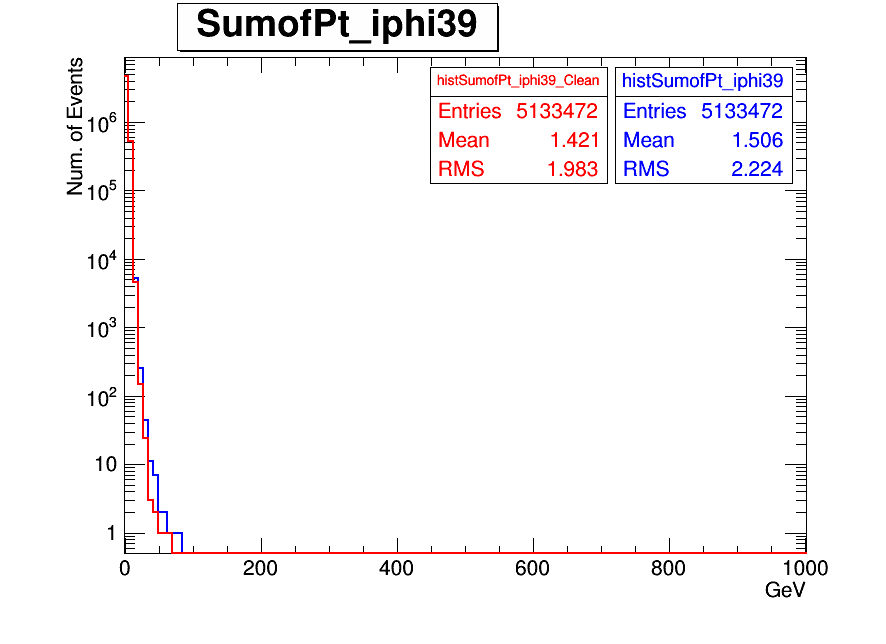 SumofPt_iphi39
Num. of Events
histSumofPt_iphi39_Clean
Entries 5133472
Mean 1.421
RMS 1.983
histSumofPt_iphi39
Entries 5133472
Mean 1.506
RMS 2.224
10^6
10^5
10^4
10^3
10^2
10
1
0 200 400 600 800 1000
GeV